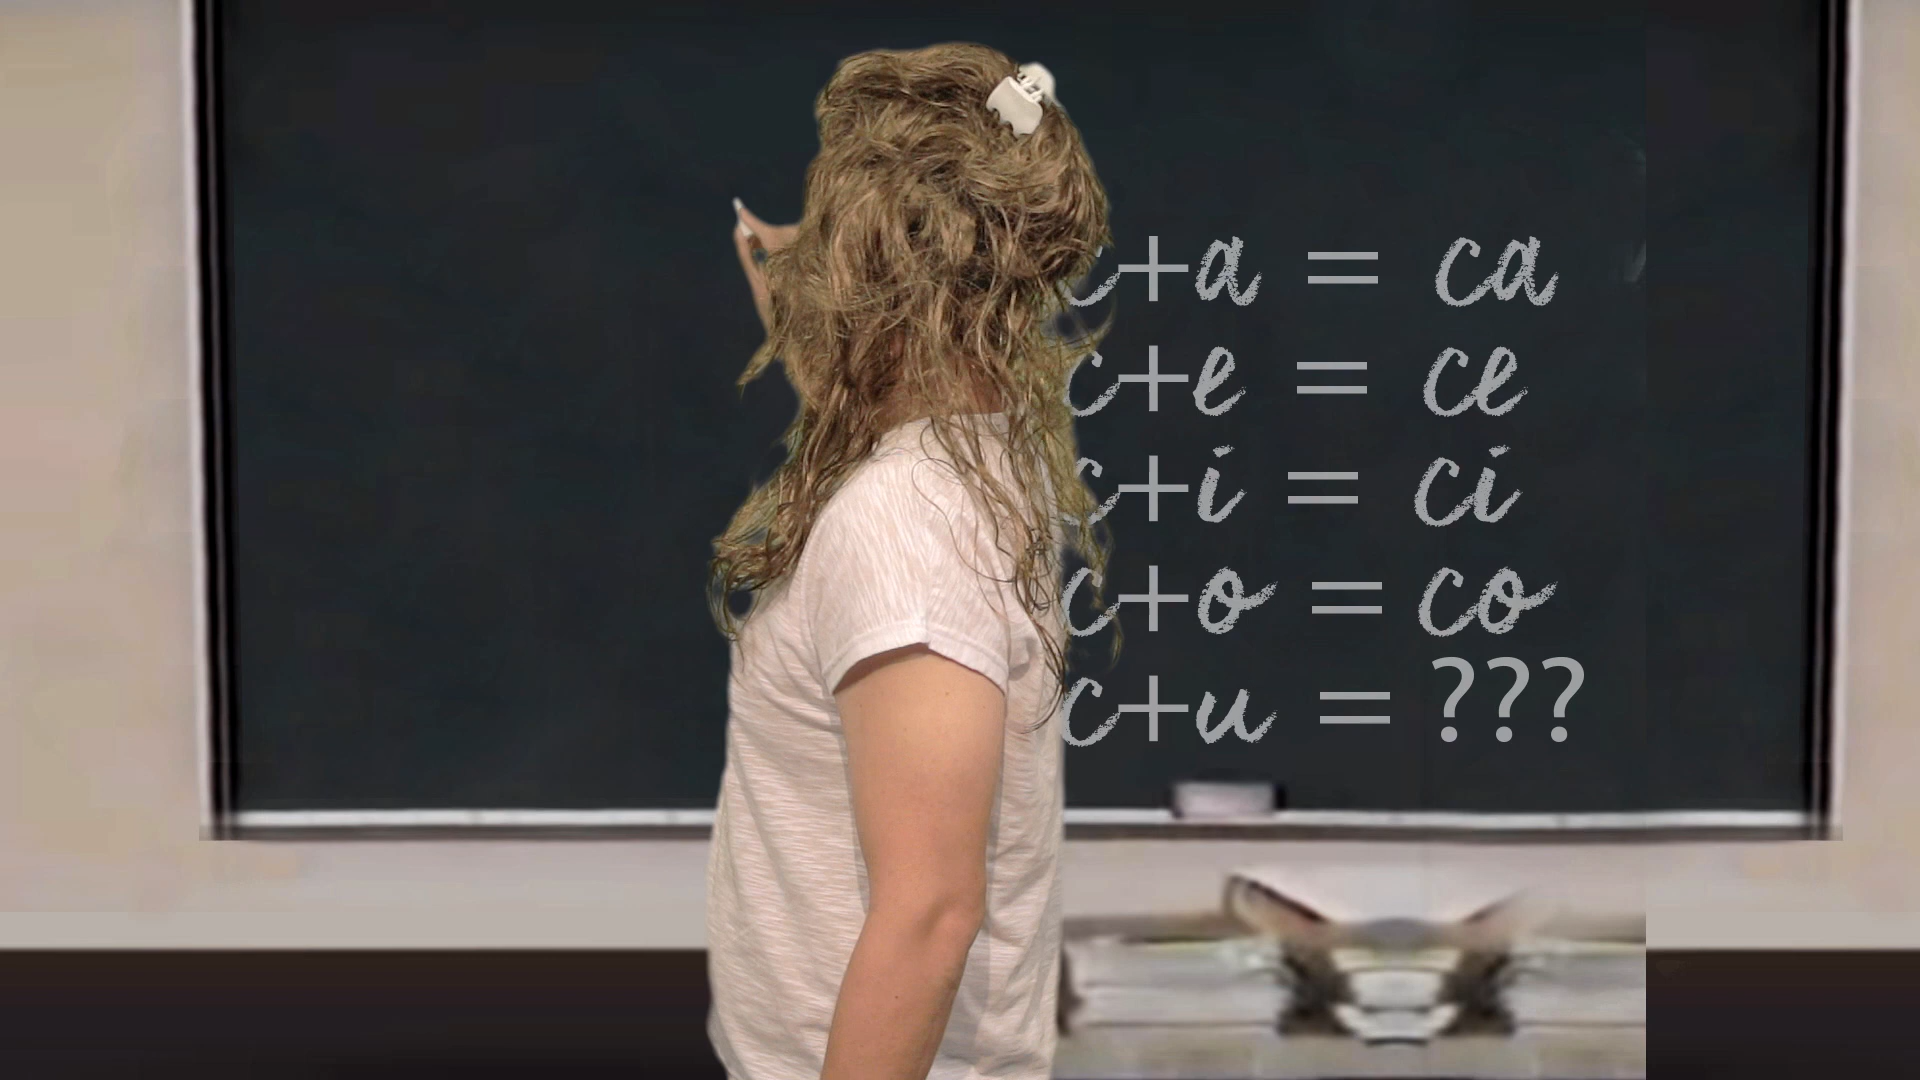 c+a = ca
c+e = ce
c+i = ci
c+o = co
c+u = ???